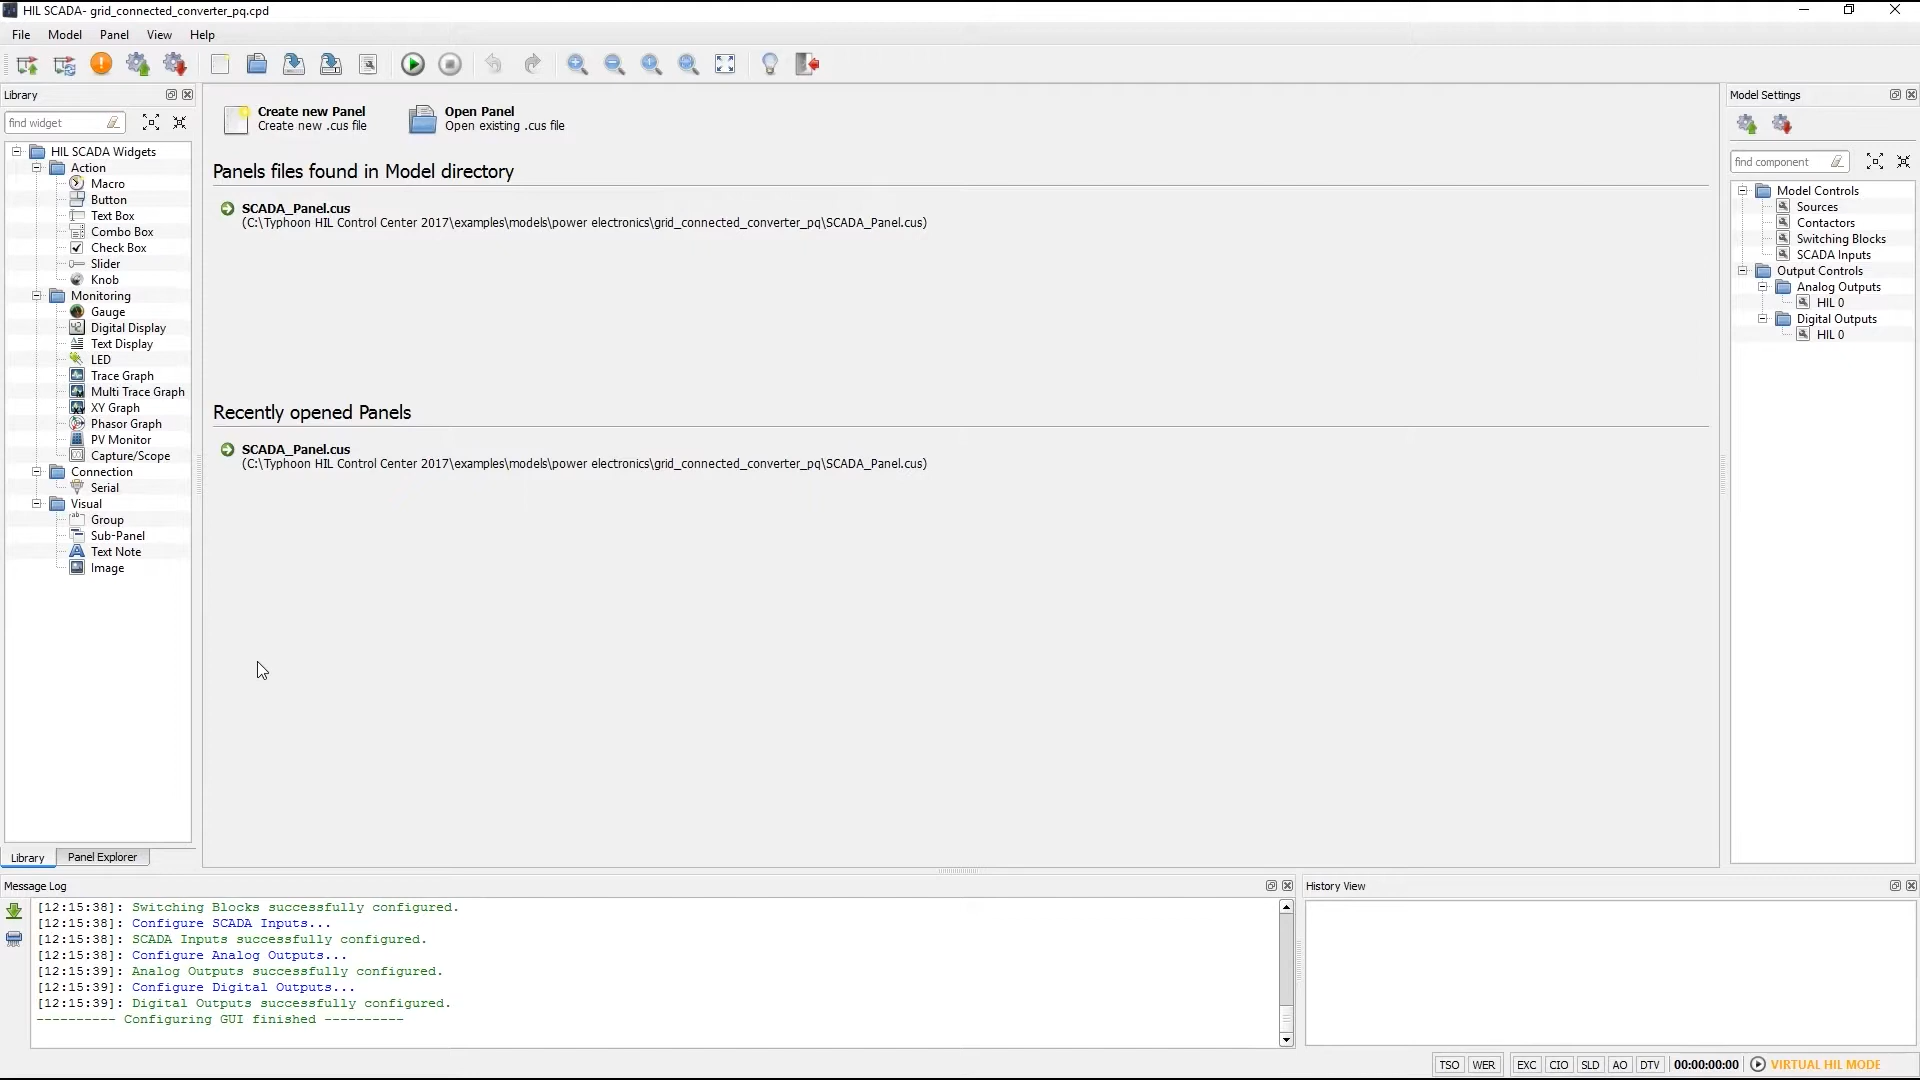 HIL SCADA- grid_connected_converter_pq.cpd
File Model Panel View Help
Library
find widget
HIL SCADA Widgets
Action
Macro
Button
Text Box
Combo Box
Check Box
Slider
Knob
Monitoring
Gauge
Digital Display
Text Display
LED
Trace Graph
Multi Trace Graph
XY Graph
Phasor Graph
PV Monitor
Capture/Scope
Connection
Serial
Visual
Group
Sub-Panel
Text Note
Image
Library Panel Explorer
Create new Panel
Create new .cus file
Open Panel
Open existing .cus file
Panels files found in Model directory
SCADA_Panel.cus
(C:\Typhoon HIL Control Center 2017\examples\models\power electronics\grid_connected_converter_pq\SCADA_Panel.cus)
Recently opened Panels
SCADA_Panel.cus
(C:\Typhoon HIL Control Center 2017\examples\models\power electronics\grid_connected_converter_pq\SCADA_Panel.cus)
Model Settings
find component
Model Controls
Sources
Contactors
Switching Blocks
SCADA Inputs
Output Controls
Analog Outputs
HIL 0
Digital Outputs
HIL 0
Message Log
[12:15:38]: Switching Blocks successfully configured.
[12:15:38]: Configure SCADA Inputs...
[12:15:38]: SCADA Inputs successfully configured.
[12:15:38]: Configure Analog Outputs...
[12:15:39]: Analog Outputs successfully configured.
[12:15:39]: Configure Digital Outputs...
[12:15:39]: Digital Outputs successfully configured.
---------- Configuring GUI finished ----------
History View
TSO WER EXC CIO SLD AO DTV 00:00:00:00 VIRTUAL HIL MODE